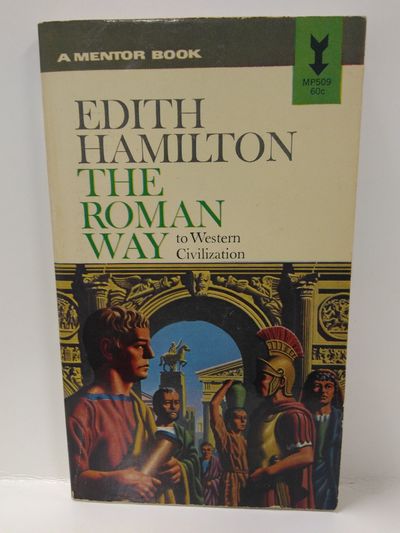 A MENTOR BOOK
MP509
60c
EDITH
HAMILTON
THE
ROMAN
WAY
to Western
Civilization